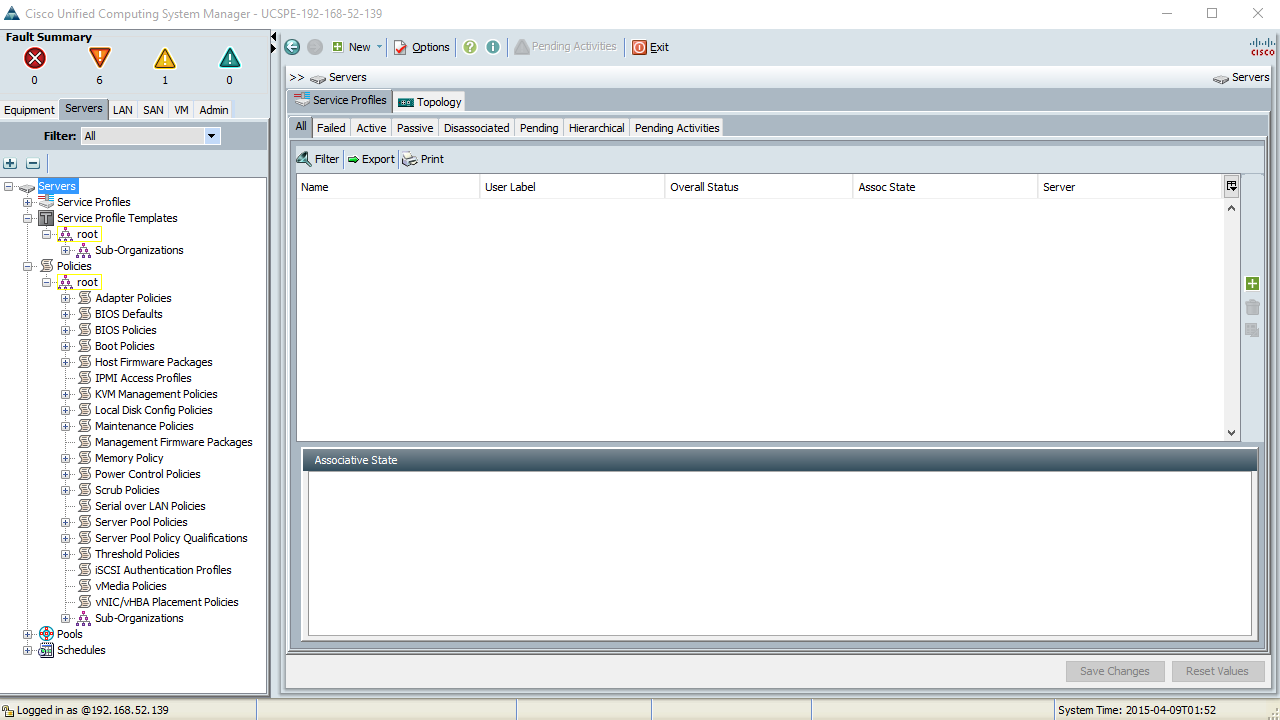 Cisco Unified Computing System Manager - UCSPE-192-168-52-139
Fault Summary
0 6 1 0
Equipment Servers LAN SAN VM Admin
Filter: All
Servers
Service Profiles
Service Profile Templates
root
Sub-Organizations
Policies
root
Adapter Policies
BIOS Defaults
BIOS Policies
Boot Policies
Host Firmware Packages
IPMI Access Profiles
KVM Management Policies
Local Disk Config Policies
Maintenance Policies
Management Firmware Packages
Memory Policy
Power Control Policies
Scrub Policies
Serial over LAN Policies
Server Pool Policies
Server Pool Policy Qualifications
Threshold Policies
iSCSI Authentication Profiles
vMedia Policies
vNIC/vHBA Placement Policies
Sub-Organizations
Pools
Schedules
New Options Pending Activities Exit
CISCO
>> Servers Servers
Service Profiles Topology
All Failed Active Passive Disassociated Pending Hierarchical Pending Activities
Filter Export Print
Name User Label Overall Status Assoc State Server
Associative State
Save Changes Reset Values
Logged in as @192.168.52.139 System Time: 2015-04-09T01:52